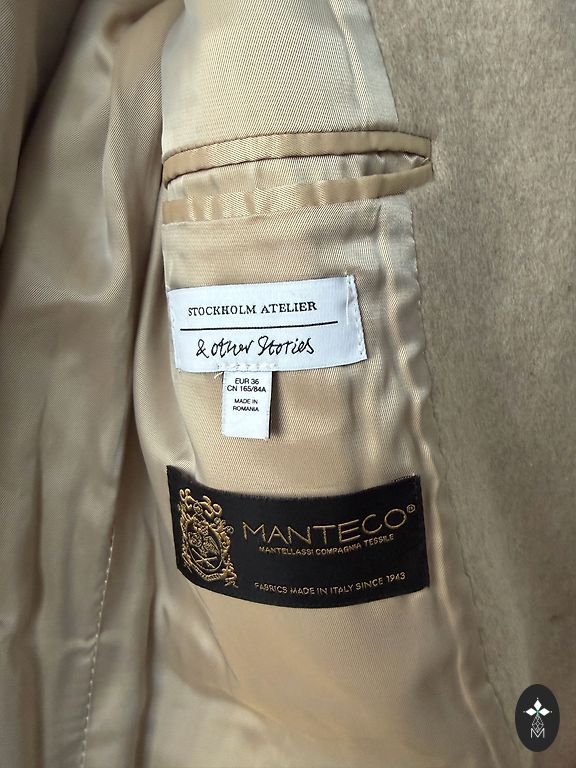 STOCKHOLM ATELIER
& other Stories
EUR 36
CN 165/84A
MADE IN
ROMANIA
MANTECO®
MANTELLASSI COMPAGNIA TESSILE
FABRICS MADE IN ITALY SINCE 1943
M